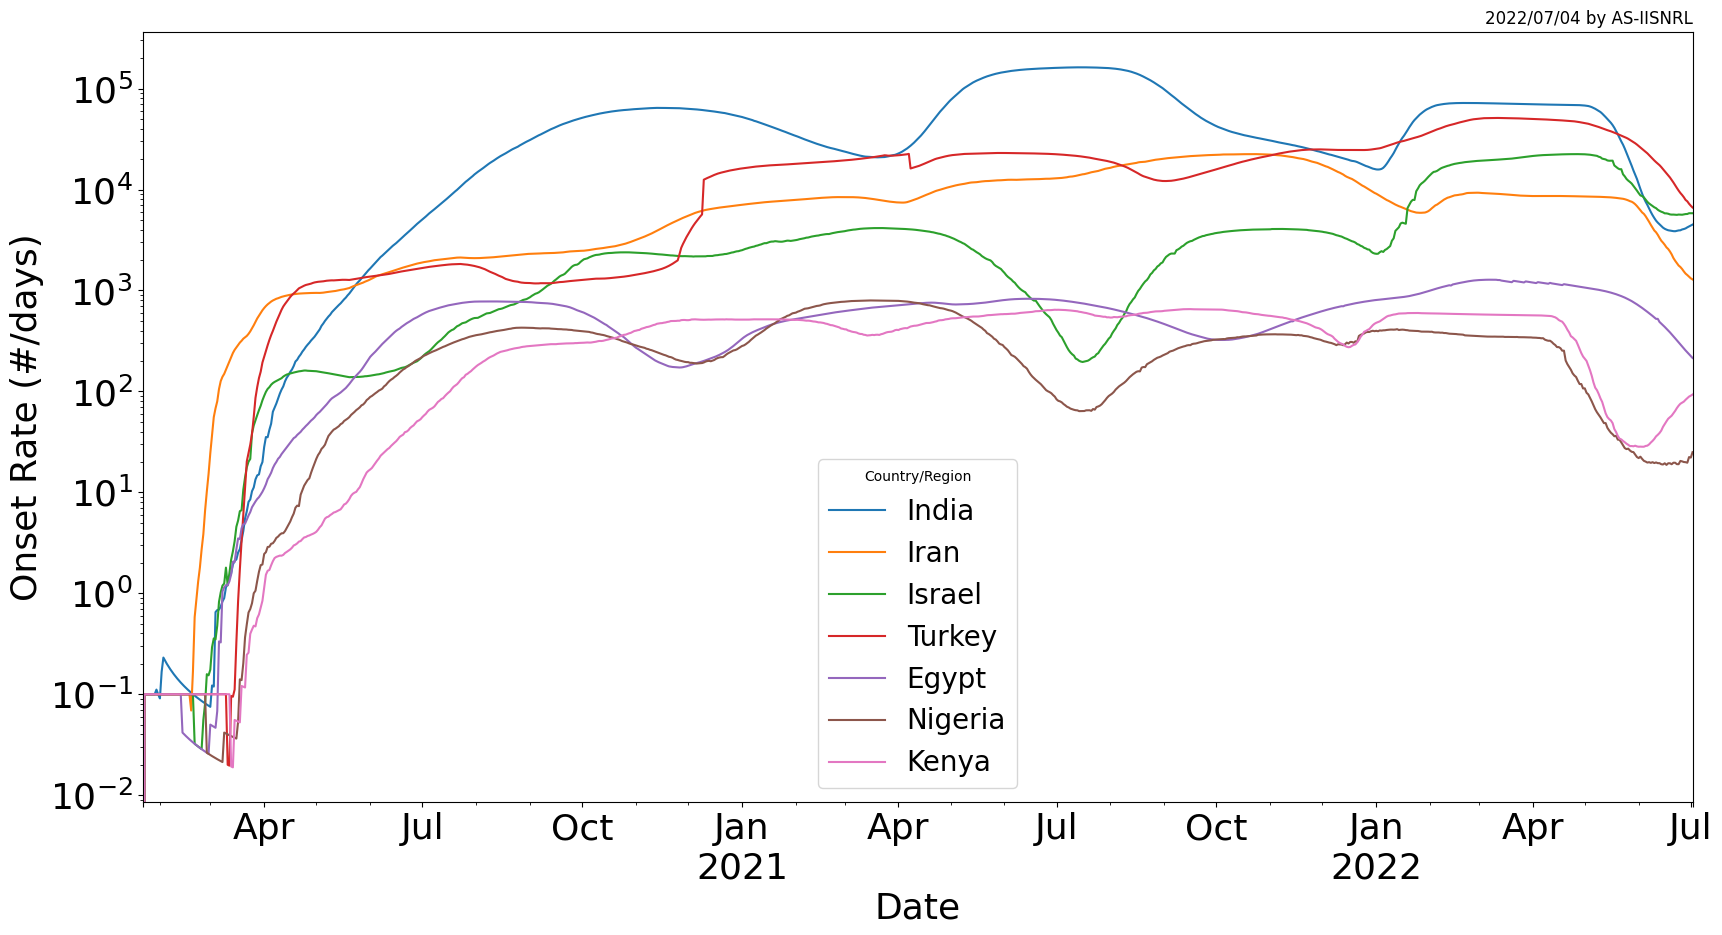 2022/07/04 by AS-IISNRL
Onset Rate (#/days)
10^5
10^4
10^3
10^2
10^1
10^0
10^−1
10^−2
Country/Region
India
Iran
Israel
Turkey
Egypt
Nigeria
Kenya
Apr Jul Oct Jan Apr Jul Oct Jan Apr Jul
2021 2022
Date